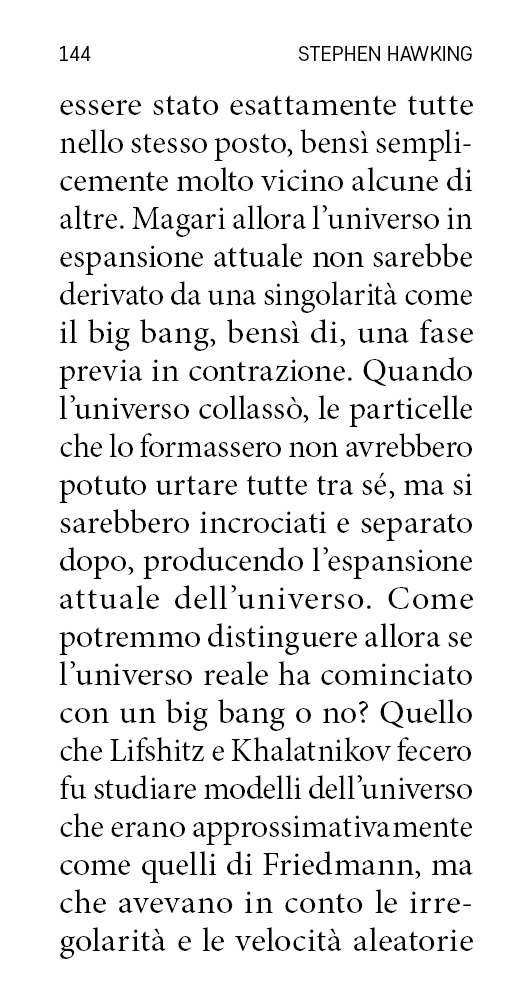 144 STEPHEN HAWKING
essere stato esattamente tutte
nello stesso posto, bensì sempli-
cemente molto vicino alcune di
altre. Magari allora l’universo in
espansione attuale non sarebbe
derivato da una singolarità come
il big bang, bensì di, una fase
previa in contrazione. Quando
l’universo collassò, le particelle
che lo formassero non avrebbero
potuto urtare tutte tra sé, ma si
sarebbero incrociati e separato
dopo, producendo l’espansione
attuale dell’universo. Come
potremmo distinguere allora se
l’universo reale ha cominciato
con un big bang o no? Quello
che Lifshitz e Khalatnikov fecero
fu studiare modelli dell’universo
che erano approssimativamente
come quelli di Friedmann, ma
che avevano in conto le irre-
golarità e le velocità aleatorie